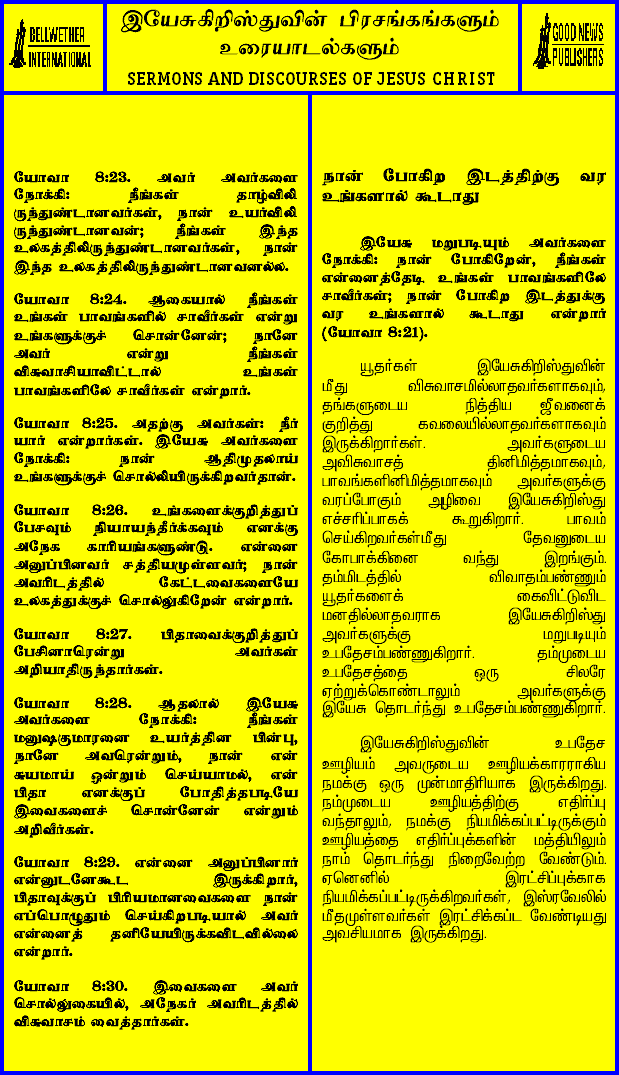 BELLWETHER
INTERNATIONAL
இயேசுகிறிஸ்துவின் பிரசங்கங்களும்
உரையாடல்களும்
SERMONS AND DISCOURSES OF JESUS CHRIST
GOOD NEWS
PUBLISHERS
யோவா 8:23. அவர் அவர்களை
நோக்கி: நீங்கள் தாழ்விலி
ருந்துண்டானவர்கள், நான் உயர்விலி
ருந்துண்டானவன்; நீங்கள் இந்த
உலகத்திலிருந்துண்டானவர்கள், நான்
இந்த உலகத்திலிருந்துண்டானவனல்ல.
யோவா 8:24. ஆகையால் நீங்கள்
உங்கள் பாவங்களில் சாவீர்கள் என்று
உங்களுக்குச் சொன்னேன்; நானே
அவர் என்று நீங்கள்
விசுவாசியாவிட்டால் உங்கள்
பாவங்களிலே சாவீர்கள் என்றார்.
யோவா 8:25. அதற்கு அவர்கள்: நீர்
யார் என்றார்கள். இயேசு அவர்களை
நோக்கி: நான் ஆதிமுதலாய்
உங்களுக்குச் சொல்லியிருக்கிறவர்தான்.
யோவா 8:26. உங்களைக்குறித்துப்
பேசவும் நியாயந்தீர்க்கவும் எனக்கு
அநேக காரியங்களுண்டு. என்னை
அனுப்பினவர் சத்தியமுள்ளவர்; நான்
அவரிடத்தில் கேட்டவைகளையே
உலகத்துக்குச் சொல்லுகிறேன் என்றார்.
யோவா 8:27. பிதாவைக்குறித்துப்
பேசினாரென்று அவர்கள்
அறியாதிருந்தார்கள்.
யோவா 8:28. ஆதலால் இயேசு
அவர்களை நோக்கி: நீங்கள்
மனுஷகுமாரனை உயர்த்தின பின்பு,
நானே அவரென்றும், நான் என்
சுயமாய் ஒன்றும் செய்யாமல், என்
பிதா எனக்குப் போதித்தபடியே
இவைகளைச் சொன்னேன் என்றும்
அறிவீர்கள்.
யோவா 8:29. என்னை அனுப்பினார்
என்னுடனேகூட இருக்கிறார்,
பிதாவுக்குப் பிரியமானவைகளை நான்
எப்பொழுதும் செய்கிறபடியால் அவர்
என்னைத் தனியேயிருக்கவிடவில்லை
என்றார்.
யோவா 8:30. இவைகளை அவர்
சொல்லுகையில், அநேகர் அவரிடத்தில்
விசுவாசம் வைத்தார்கள்.
நான் போகிற இடத்திற்கு வர
உங்களால் கூடாது
இயேசு மறுபடியும் அவர்களை
நோக்கி: நான் போகிறேன், நீங்கள்
என்னைத்தேடி உங்கள் பாவங்களிலே
சாவீர்கள்; நான் போகிற இடத்துக்கு
வர உங்களால் கூடாது என்றார்
(யோவா 8:21).
யூதர்கள் இயேசுகிறிஸ்துவின்
மீது விசுவாசமில்லாதவர்களாகவும்,
தங்களுடைய நித்திய ஜீவனைக்
குறித்து கவலையில்லாதவர்களாகவும்
இருக்கிறார்கள். அவர்களுடைய
அவிசுவாசத் தினிமித்தமாகவும்,
பாவங்களினிமித்தமாகவும் அவர்களுக்கு
வரப்போகும் அழிவை இயேசுகிறிஸ்து
எச்சரிப்பாகக் கூறுகிறார். பாவம்
செய்கிறவர்கள்மீது தேவனுடைய
கோபாக்கினை வந்து இறங்கும்.
தம்மிடத்தில் விவாதம்பண்ணும்
யூதர்களைக் கைவிட்டுவிட
மனதில்லாதவராக இயேசுகிறிஸ்து
அவர்களுக்கு மறுபடியும்
உபதேசம்பண்ணுகிறார். தம்முடைய
உபதேசத்தை ஒரு சிலரே
ஏற்றுக்கொண்டாலும் அவர்களுக்கு
இயேசு தொடர்ந்து உபதேசம்பண்ணுகிறார்.
இயேசுகிறிஸ்துவின் உபதேச
ஊழியம் அவருடைய ஊழியக்காரராகிய
நமக்கு ஒரு முன்மாதிரியாக இருக்கிறது.
நம்முடைய ஊழியத்திற்கு எதிர்ப்பு
வந்தாலும், நமக்கு நியமிக்கப்பட்டிருக்கும்
ஊழியத்தை எதிர்ப்புக்களின் மத்தியிலும்
நாம் தொடர்ந்து நிறைவேற்ற வேண்டும்.
ஏனெனில் இரட்சிப்புக்காக
நியமிக்கப்பட்டிருக்கிறவர்கள், இஸ்ரவேலில்
மீதமுள்ளவர்கள் இரட்சிக்கப்பட வேண்டியது
அவசியமாக இருக்கிறது.